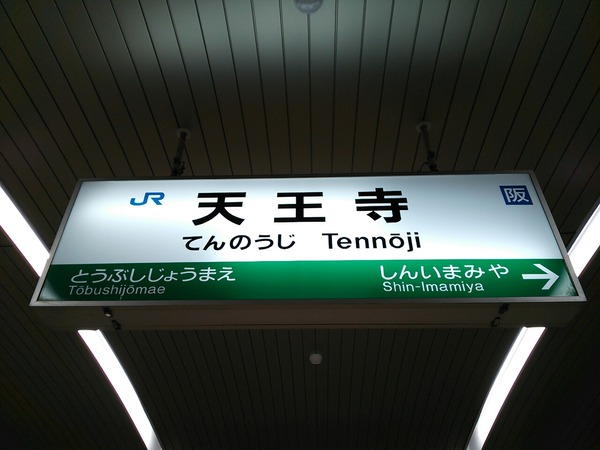 JR 天王寺 阪
てんのうじ Tennōji
とうぶしじょうまえ しんいまみや →
Tōbushijōmae Shin-Imamiya